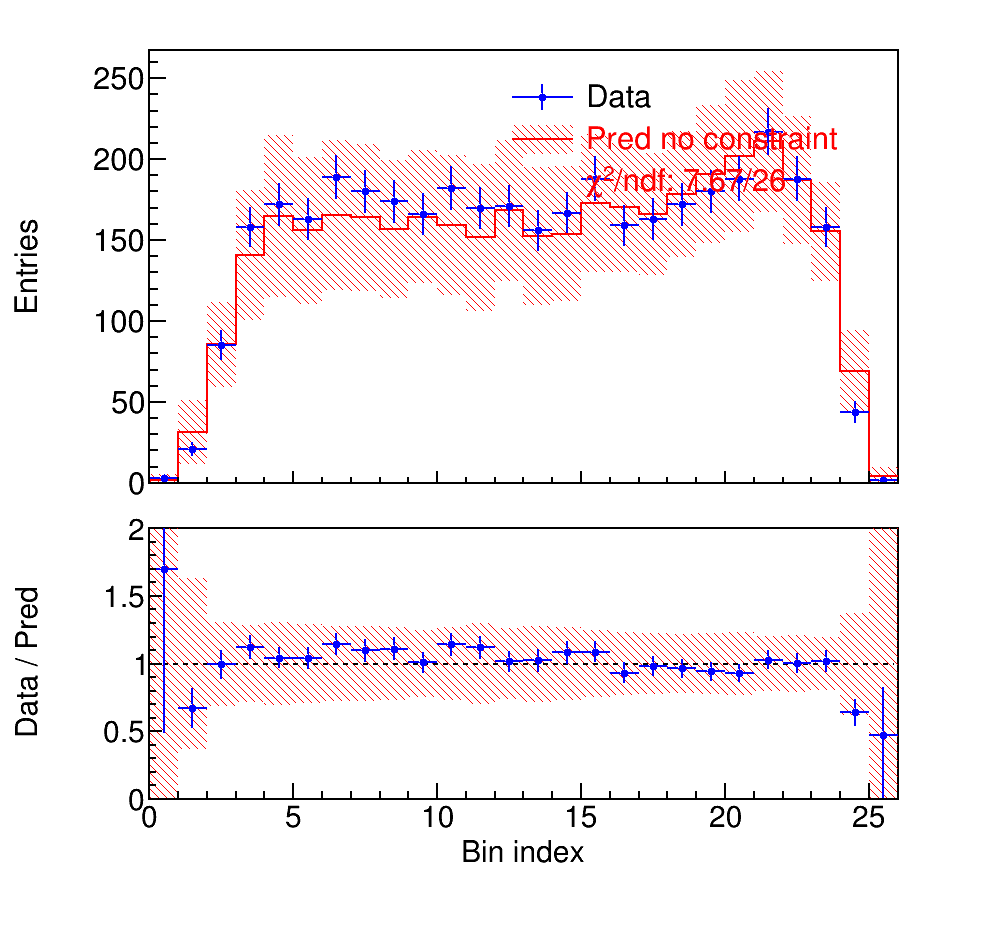 250
200
150
100
50
0
Entries
Data
Pred no constraint
χ²/ndf: 7.67/26
2
1.5
1
0.5
0
Data / Pred
0 5 10 15 20 25
Bin index